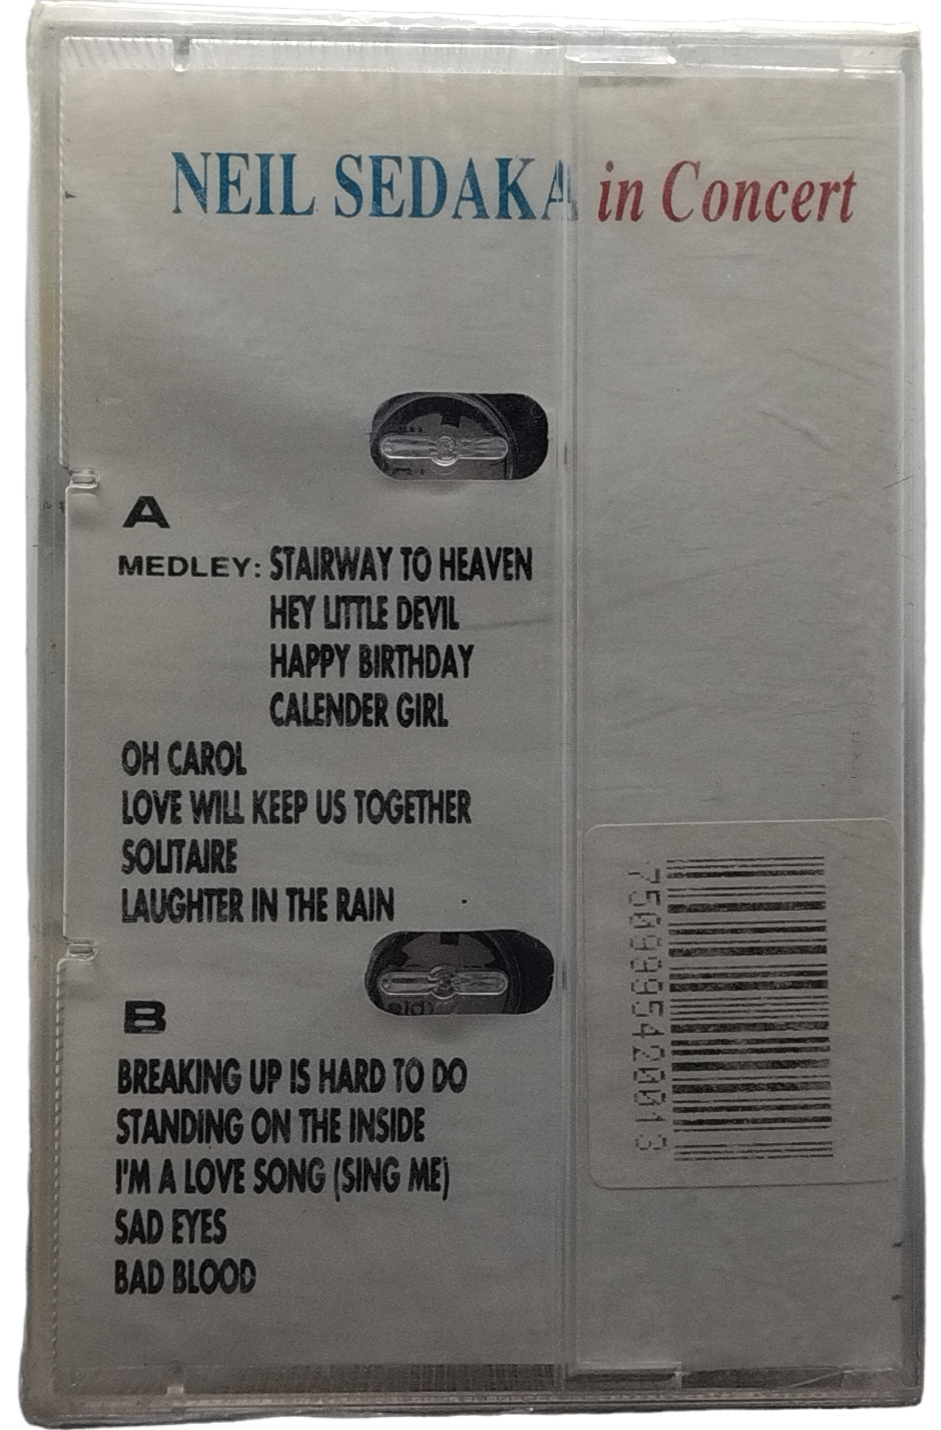 NEIL SEDAKA in Concert
A
MEDLEY: STAIRWAY TO HEAVEN
HEY LITTLE DEVIL
HAPPY BIRTHDAY
CALENDER GIRL
OH CAROL
LOVE WILL KEEP US TOGETHER
SOLITAIRE
LAUGHTER IN THE RAIN
B
BREAKING UP IS HARD TO DO
STANDING ON THE INSIDE
I'M A LOVE SONG (SING ME)
SAD EYES
BAD BLOOD